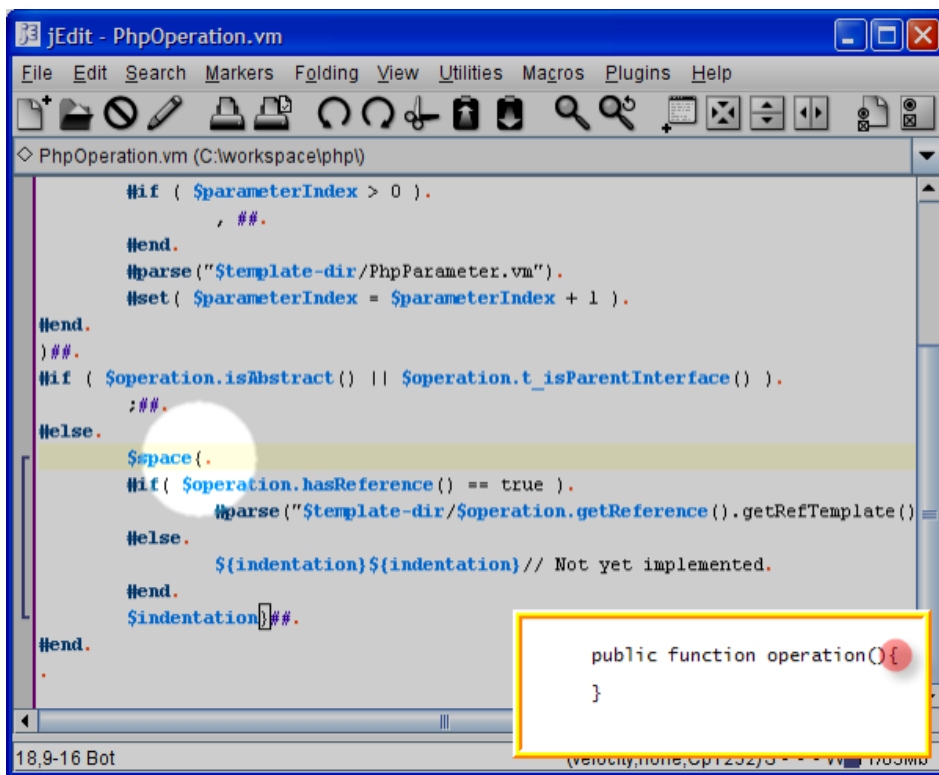 jEdit - PhpOperation.vm
File Edit Search Markers Folding View Utilities Macros Plugins Help
PhpOperation.vm (C:\workspace\php\)
#if ( $parameterIndex > 0 ).
, ##.
#end.
#parse("$template-dir/PhpParameter.vm").
#set( $parameterIndex = $parameterIndex + 1 ).
#end.
)##.
#if ( $operation.isAbstract() || $operation.t_isParentInterface() ).
;##.
#else.
$space{.
#if( $operation.hasReference() == true ).
#parse("$template-dir/$operation.getReference().getRefTemplate()
#else.
${indentation}${indentation}// Not yet implemented.
#end.
$indentation}##.
#end.
.
public function operation(){
}
18,9-16 Bot